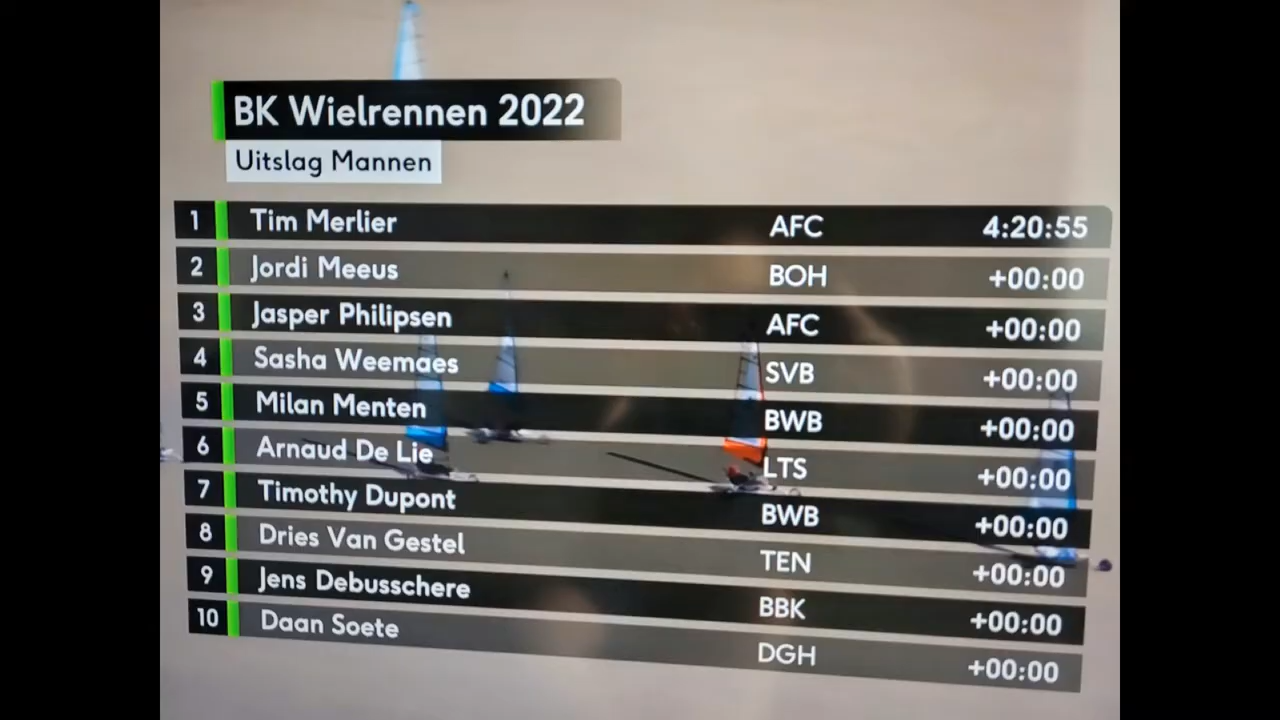 BK Wielrennen 2022
Uitslag Mannen
1 Tim Merlier AFC 4:20:55
2 Jordi Meeus BOH +00:00
3 Jasper Philipsen AFC +00:00
4 Sasha Weemaes SVB +00:00
5 Milan Menten BWB +00:00
6 Arnaud De Lie LTS +00:00
7 Timothy Dupont BWB +00:00
8 Dries Van Gestel TEN +00:00
9 Jens Debusschere BBK +00:00
10 Daan Soete DGH +00:00